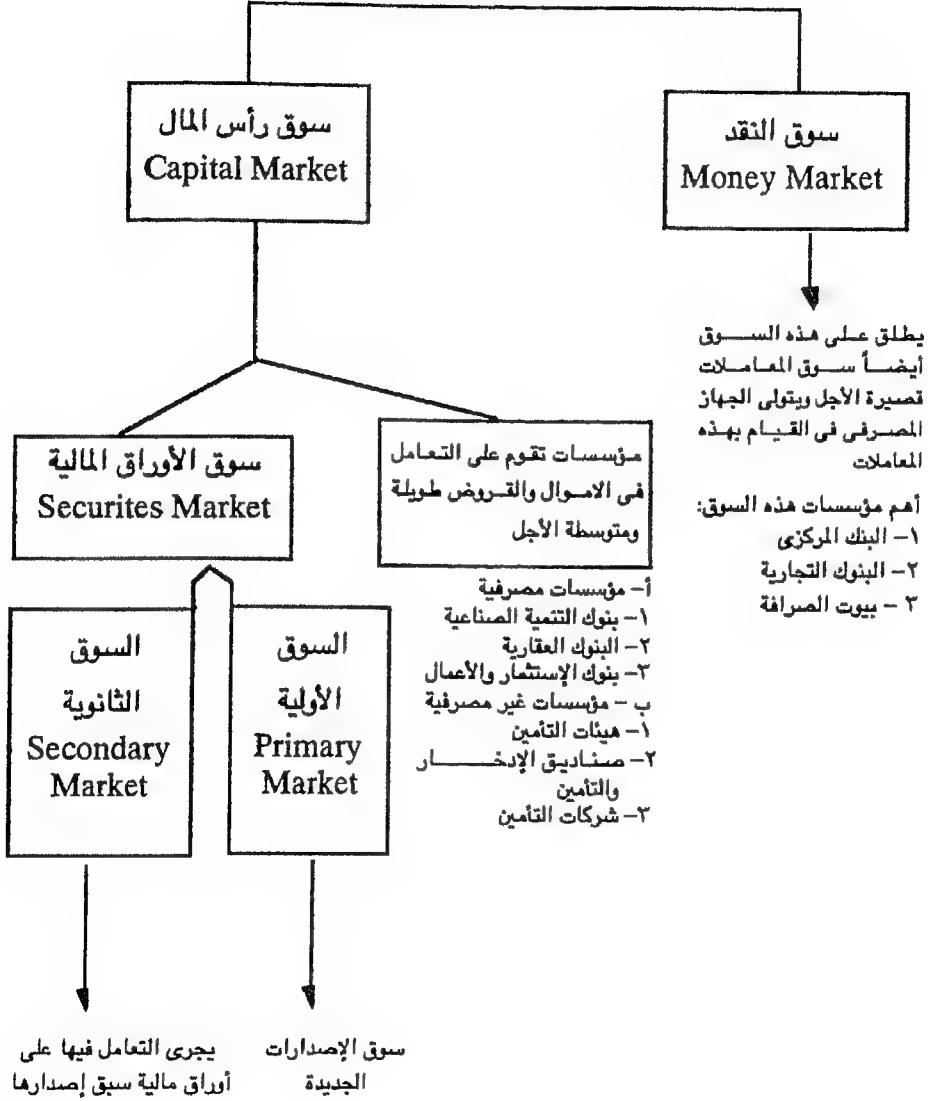 سوق النقد
Money Market
يطلق على هذه السوق
أيضاً سوق المعاملات
قصيرة الأجل ويتولى الجهاز
المصرفى فى القيام بهذه
المعاملات
أهم مؤسسات هذه السوق:
١- البنك المركزى
٢- البنوك التجارية
٣ - بيوت الصرافة
سوق رأس المال
Capital Market
مؤسسات تقوم على التعامل
فى الاموال والقروض طويلة
ومتوسطة الأجل
أ- مؤسسات مصرفية
١- بنوك التنمية الصناعية
٢- البنوك العقارية
٣- بنوك الإستثمار والأعمال
ب - مؤسسات غير مصرفية
١- هيئات التأمين
٢- صناديق الإدخار
والتأمين
٣- شركات التأمين
سوق الأوراق المالية
Securites Market
السوق
الأولية
Primary
Market
سوق الإصدارات
الجديدة
السوق
الثانوية
Secondary
Market
يجرى التعامل فيها على
أوراق مالية سبق إصدارها